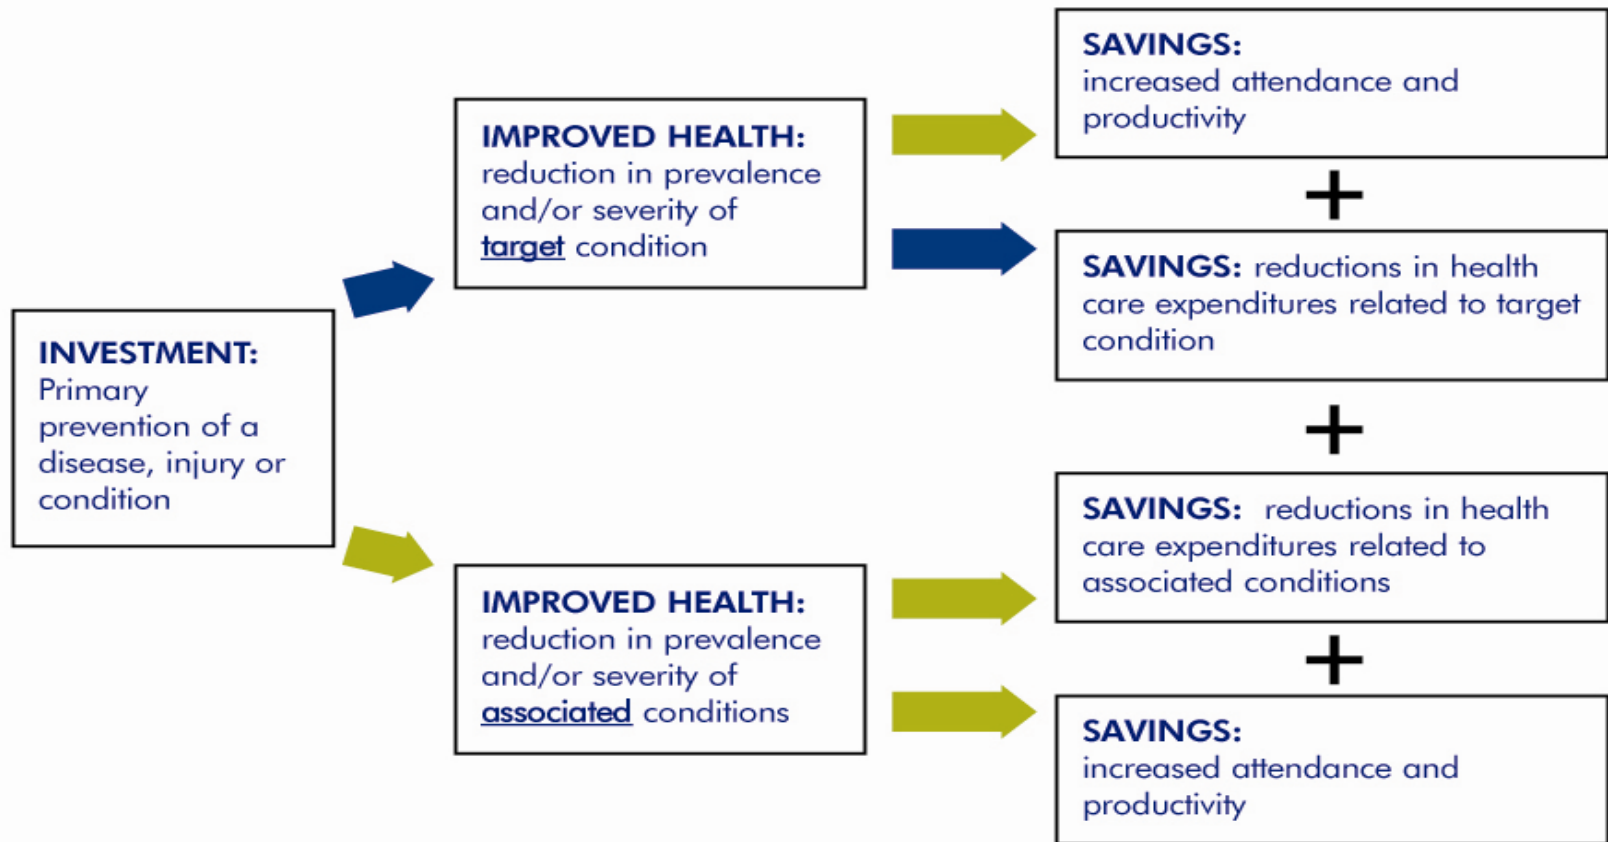 INVESTMENT:
Primary
prevention of a
disease, injury or
condition
IMPROVED HEALTH:
reduction in prevalence
and/or severity of
target condition
IMPROVED HEALTH:
reduction in prevalence
and/or severity of
associated conditions
SAVINGS:
increased attendance and
productivity
+
SAVINGS: reductions in health
care expenditures related to target
condition
+
SAVINGS: reductions in health
care expenditures related to
associated conditions
+
SAVINGS:
increased attendance and
productivity